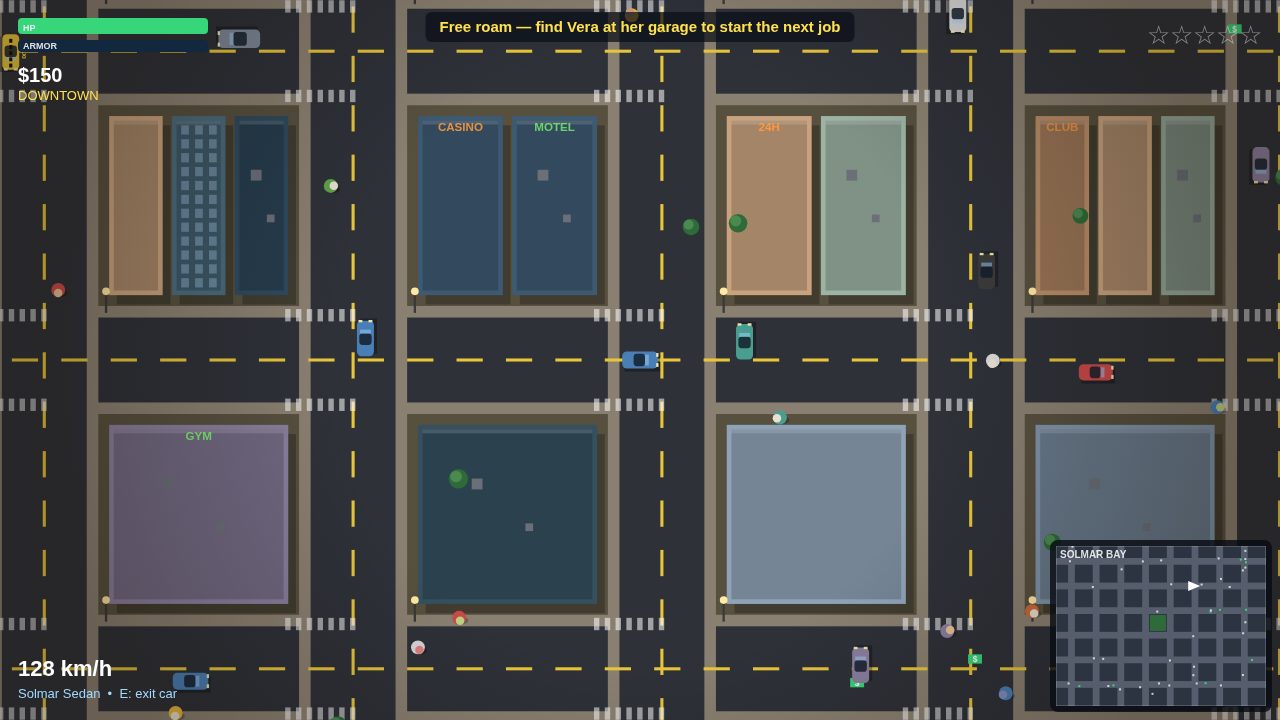 HP
Free roam — find Vera at her garage to start the next job
☆☆☆☆☆
ARMOR
$150
DOWNTOWN
CASINO
MOTEL
24H
CLUB
GYM
SOLMAR BAY
$
$
128 km/h
Solmar Sedan • E: exit car